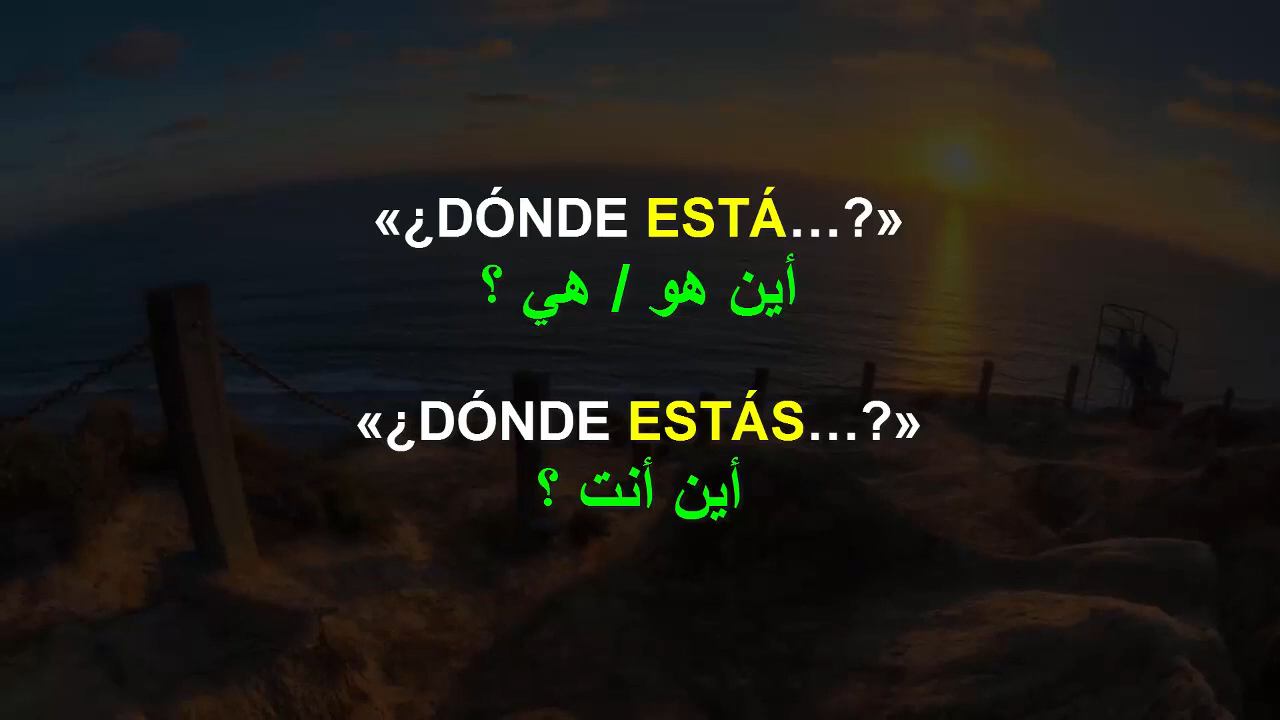 «¿DÓNDE ESTÁ...?»
أين هو / هي ؟
«¿DÓNDE ESTÁS...?»
أين أنت ؟